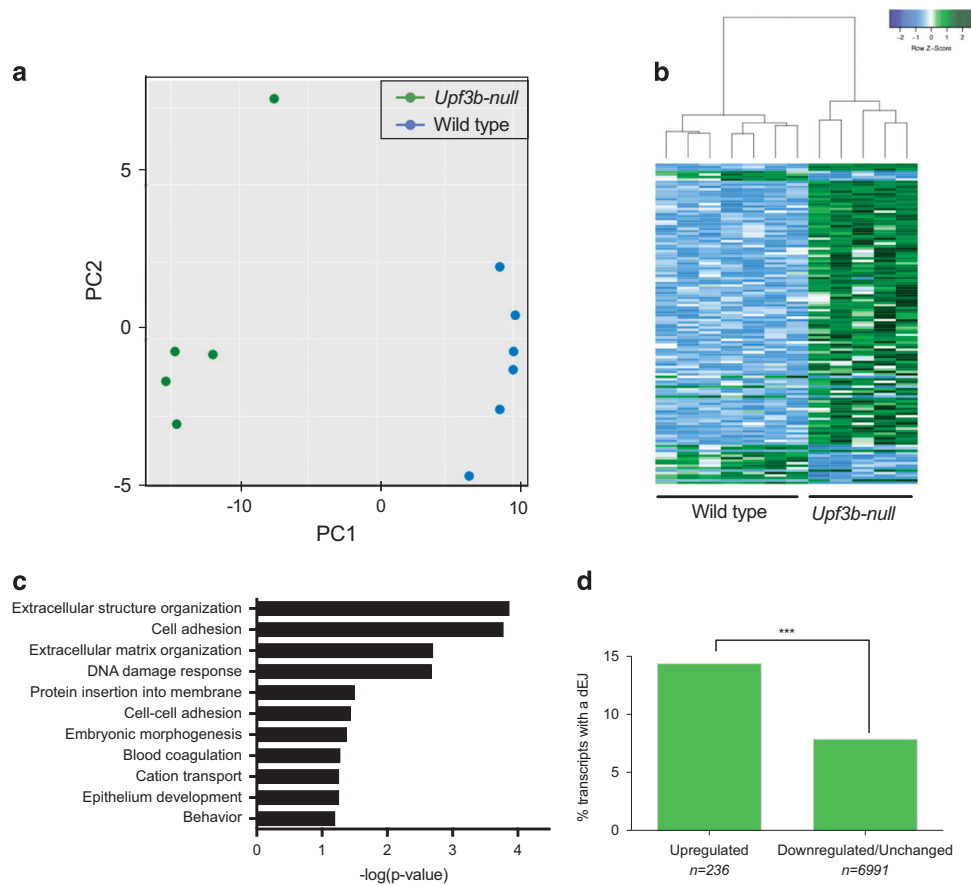 a
Upf3b-null
Wild type
5
0
-5
PC2
-10
0
10
PC1
b
-2 -1 0 1 2
Row Z-Score
Wild type
Upf3b-null
c
Extracellular structure organization
Cell adhesion
Extracellular matrix organization
DNA damage response
Protein insertion into membrane
Cell-cell adhesion
Embryonic morphogenesis
Blood coagulation
Cation transport
Epithelium development
Behavior
0 1 2 3 4
-log(p-value)
d
***
% transcripts with a dEJ
15
10
5
0
Upregulated
n=236
Downregulated/Unchanged
n=6991